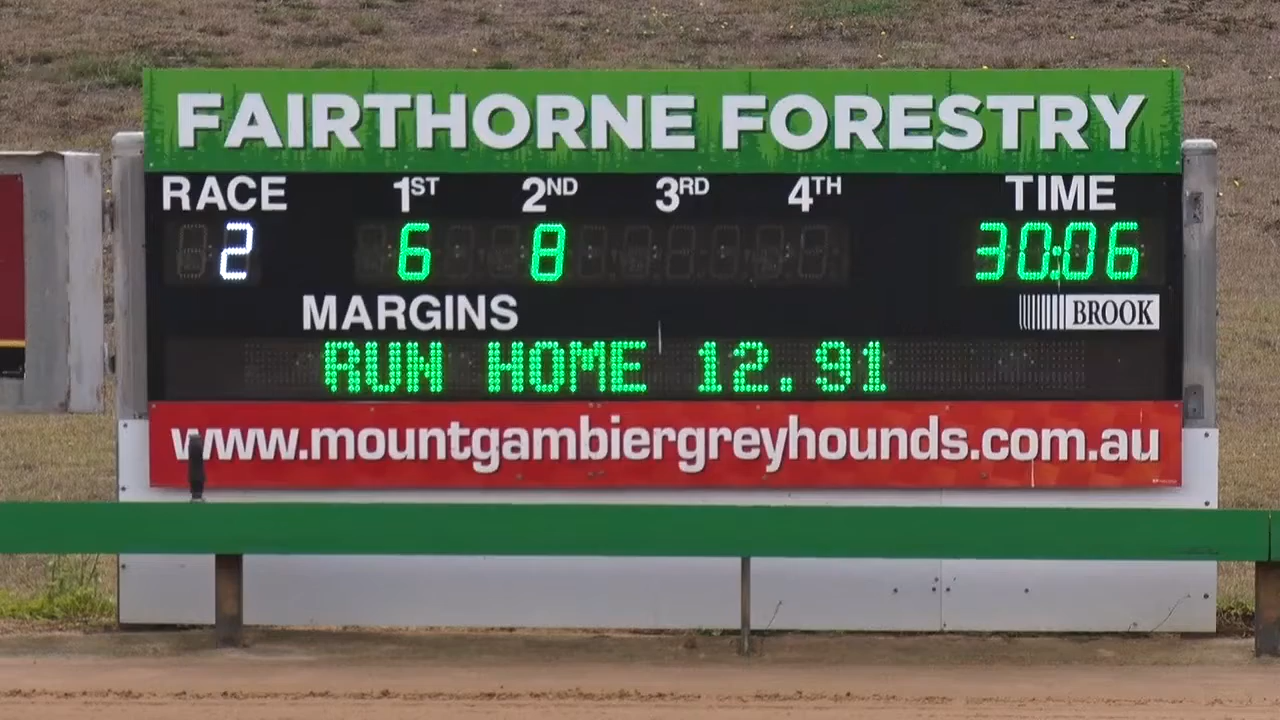 FAIRTHORNE FORESTRY
RACE 1ST 2ND 3RD 4TH TIME
2 6 8 30:06
MARGINS BROOK
RUN HOME 12.91
www.mountgambiergreyhounds.com.au